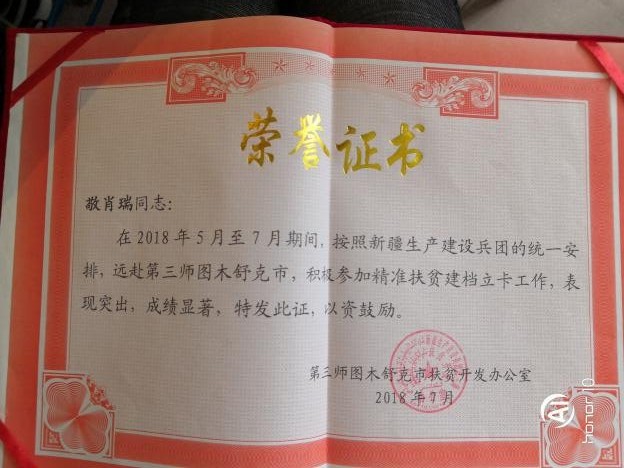 荣誉证书
敬肖瑞同志：
在2018年5月至7月期间，按照新疆生产建设兵团的统一安
排，远赴第三师图木舒克市，积极参加精准扶贫建档立卡工作，表
现突出，成绩显著，特发此证，以资鼓励。
第三师图木舒克市扶贫开发办公室
2018年7月
AI
honor 10